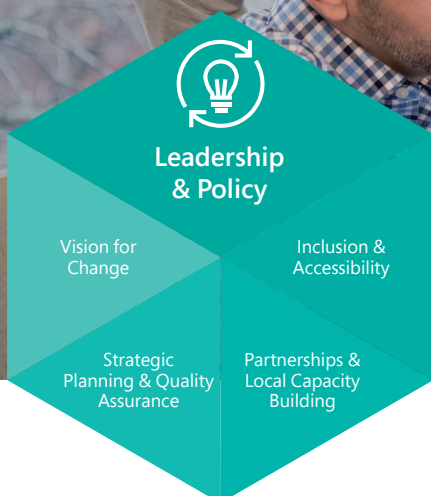 Leadership
& Policy
Vision for
Change
Inclusion &
Accessibility
Strategic
Planning & Quality
Assurance
Partnerships &
Local Capacity
Building